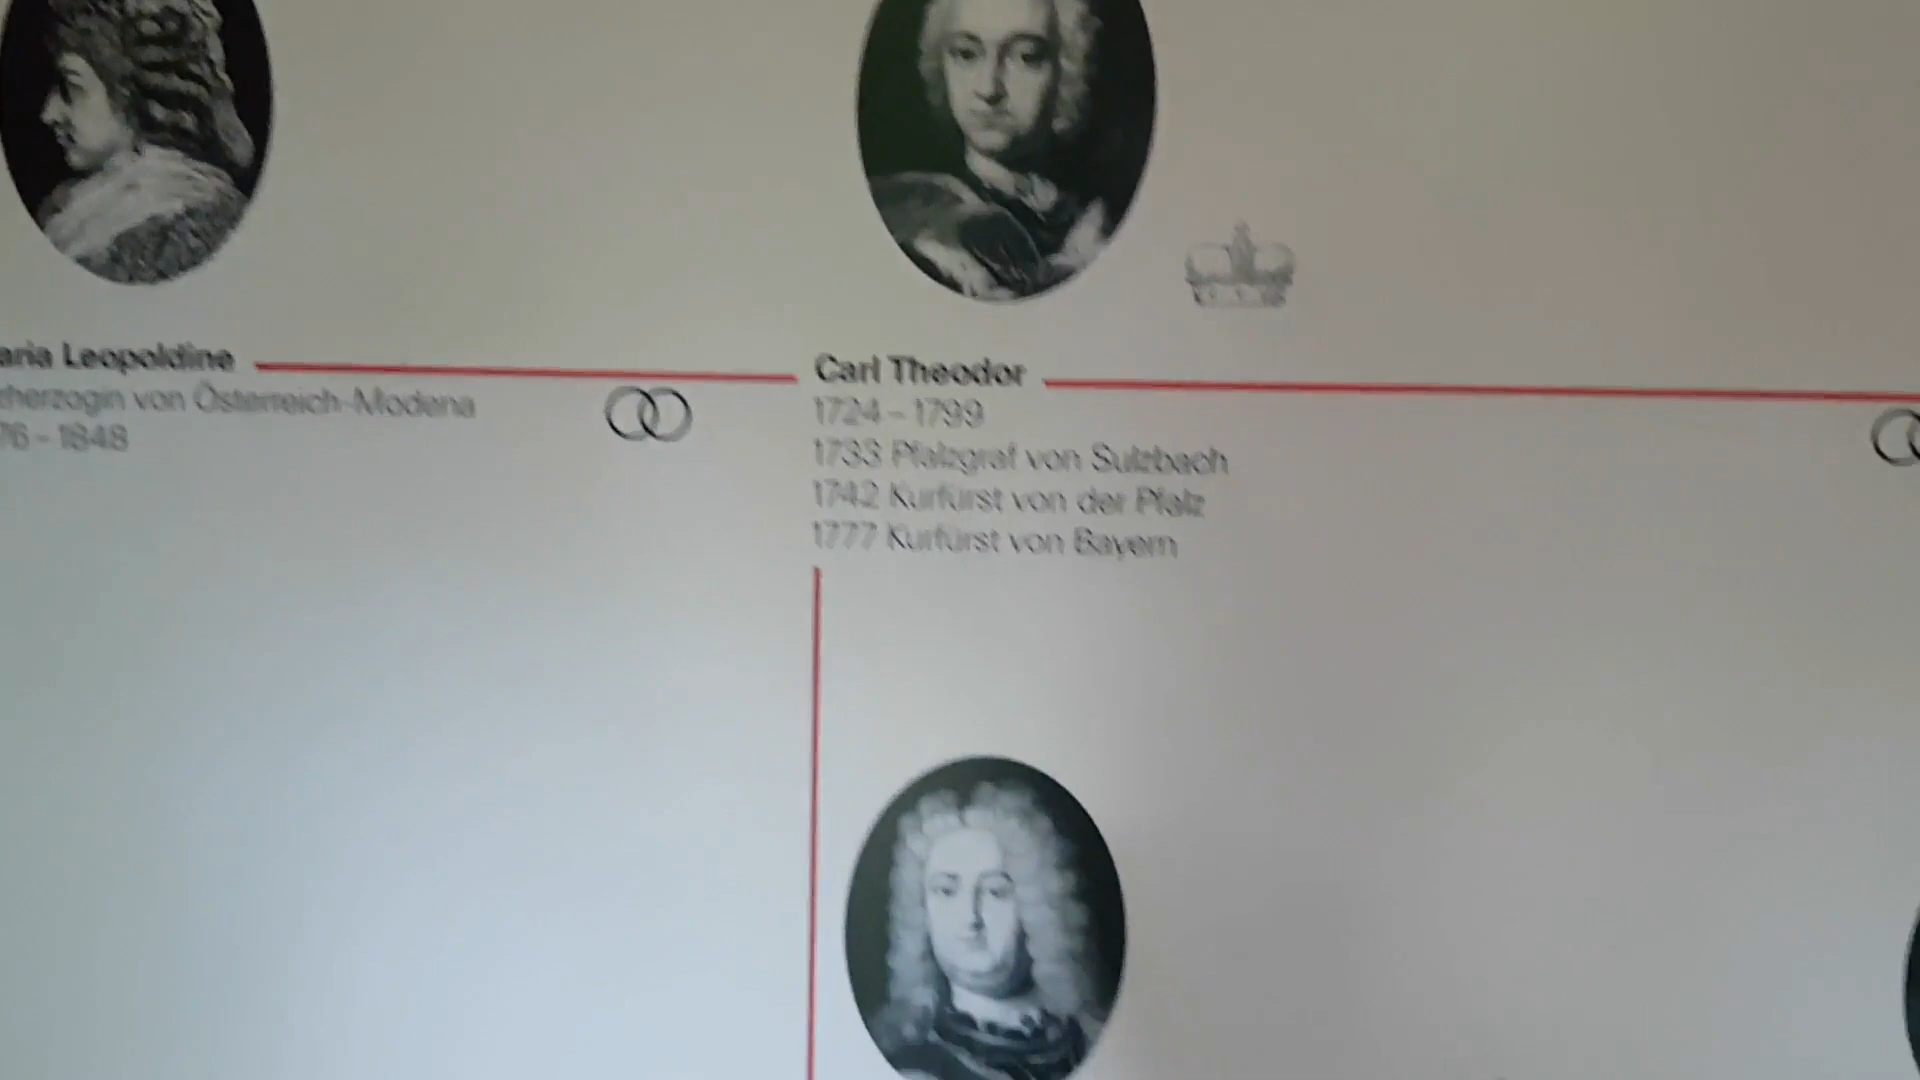 aria Leopoldine
zherzogin von Österreich-Modena
76 – 1848
Carl Theodor
1724 – 1799
1733 Pfalzgraf von Sulzbach
1742 Kurfürst von der Pfalz
1777 Kurfürst von Bayern